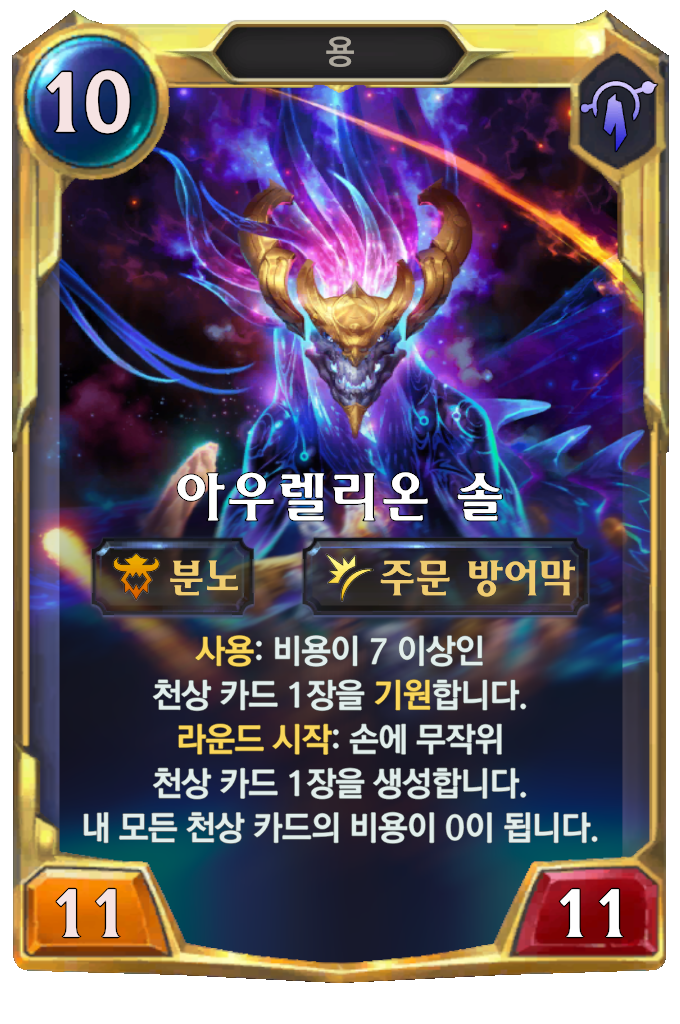 용
10
아우렐리온 솔
분노
주문 방어막
사용: 비용이 7 이상인
천상 카드 1장을 기원합니다.
라운드 시작: 손에 무작위
천상 카드 1장을 생성합니다.
내 모든 천상 카드의 비용이 0이 됩니다.
11
11